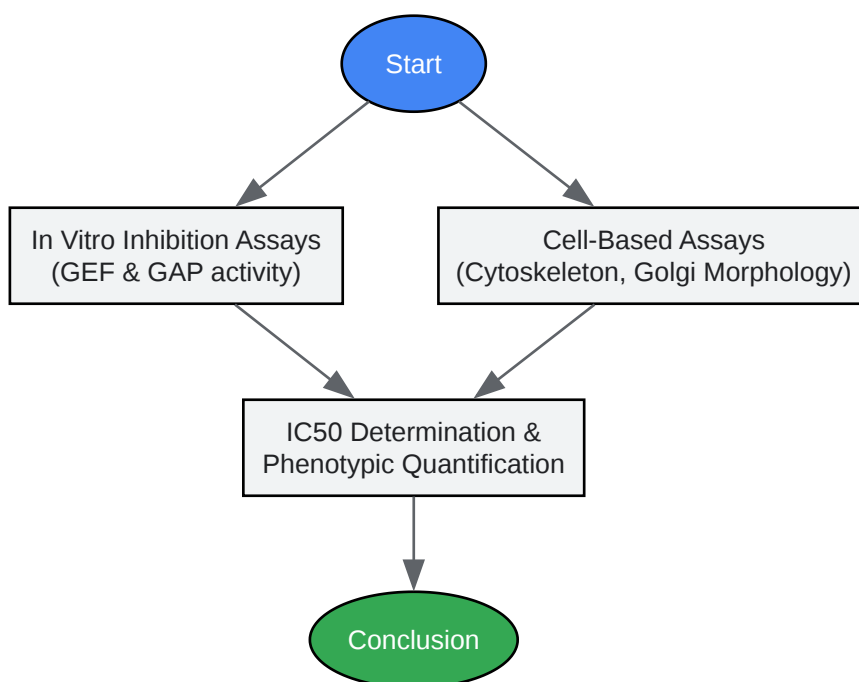 Start
In Vitro Inhibition Assays
(GEF & GAP activity)
Cell-Based Assays
(Cytoskeleton, Golgi Morphology)
IC50 Determination &
Phenotypic Quantification
Conclusion